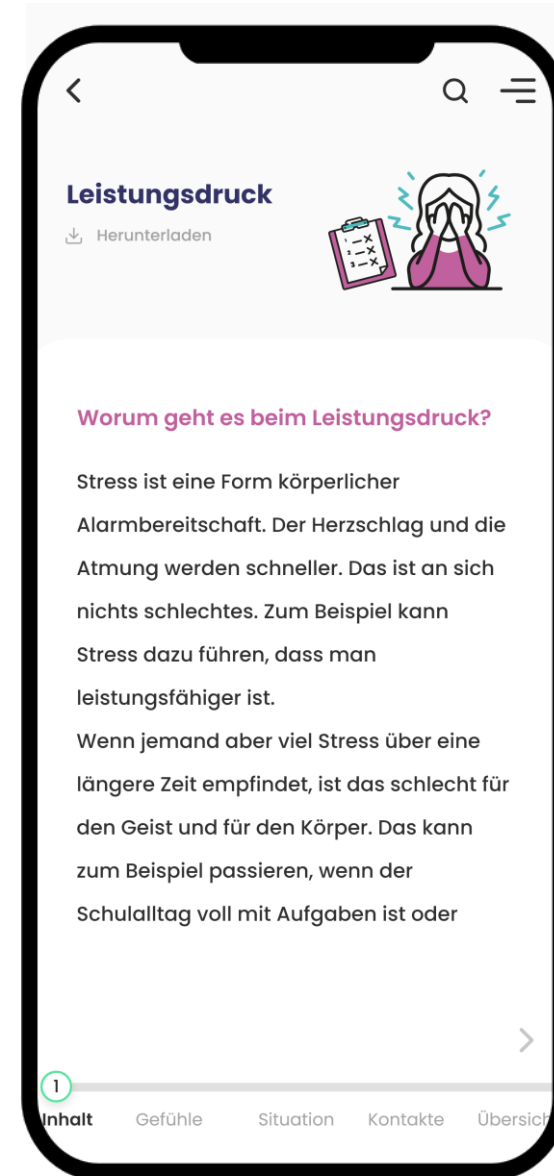 Leistungsdruck
Herunterladen
Worum geht es beim Leistungsdruck?
Stress ist eine Form körperlicher
Alarmbereitschaft. Der Herzschlag und die
Atmung werden schneller. Das ist an sich
nichts schlechtes. Zum Beispiel kann
Stress dazu führen, dass man
leistungsfähiger ist.
Wenn jemand aber viel Stress über eine
längere Zeit empfindet, ist das schlecht für
den Geist und für den Körper. Das kann
zum Beispiel passieren, wenn der
Schulalltag voll mit Aufgaben ist oder
1
Inhalt Gefühle Situation Kontakte Übersich